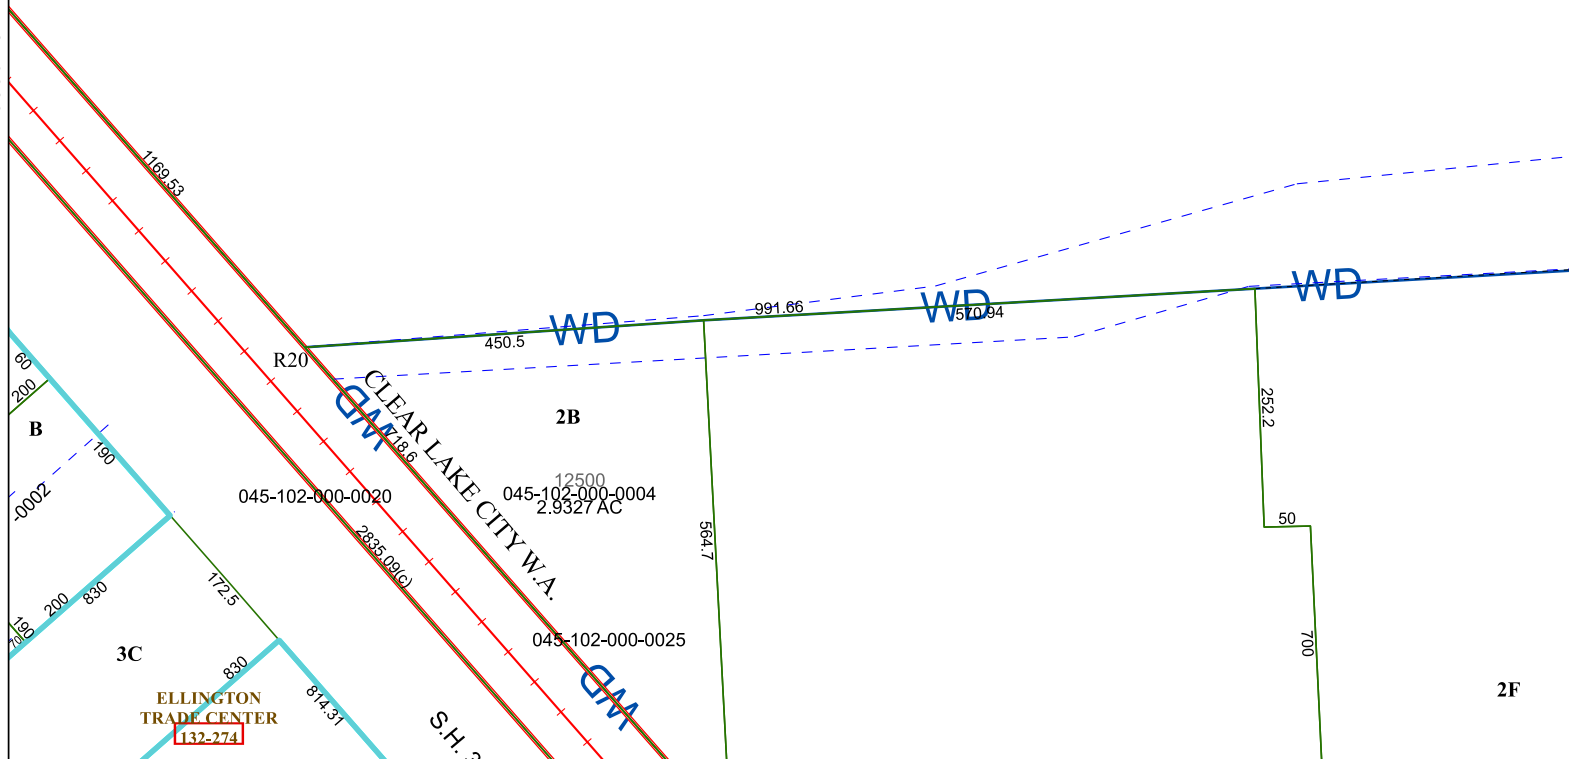 1169.53
991.66
WD
WD
WD
570.94
450.5
R20
60
200
CLEAR LAKE CITY W.A.
WD
718.6
2B
252.2
B
190
12500
045-102-000-0020
045-102-000-0004
2.9327 AC
-0002
50
564.7
2835.09(c)
172.5
200
830
190
70
045-102-000-0025
700
3C
830
WD
2F
ELLINGTON
TRADE CENTER
132-274
814.31
S.H.